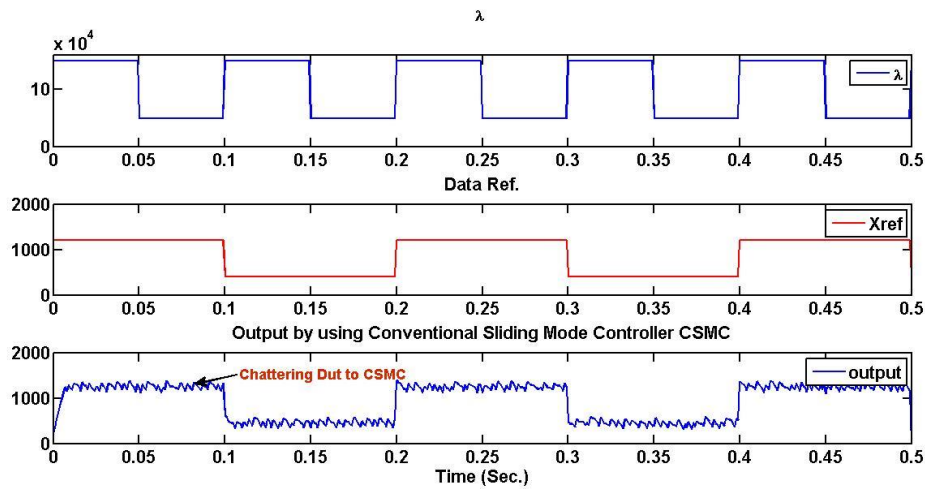 λ
x 10⁴
10
0
λ
0 0.05 0.1 0.15 0.2 0.25 0.3 0.35 0.4 0.45 0.5
Data Ref.
2000
1000
0
Xref
0 0.05 0.1 0.15 0.2 0.25 0.3 0.35 0.4 0.45 0.5
Output by using Conventional Sliding Mode Controller CSMC
2000
1000
0
Chattering Dut to CSMC
output
0 0.05 0.1 0.15 0.2 0.25 0.3 0.35 0.4 0.45 0.5
Time (Sec.)